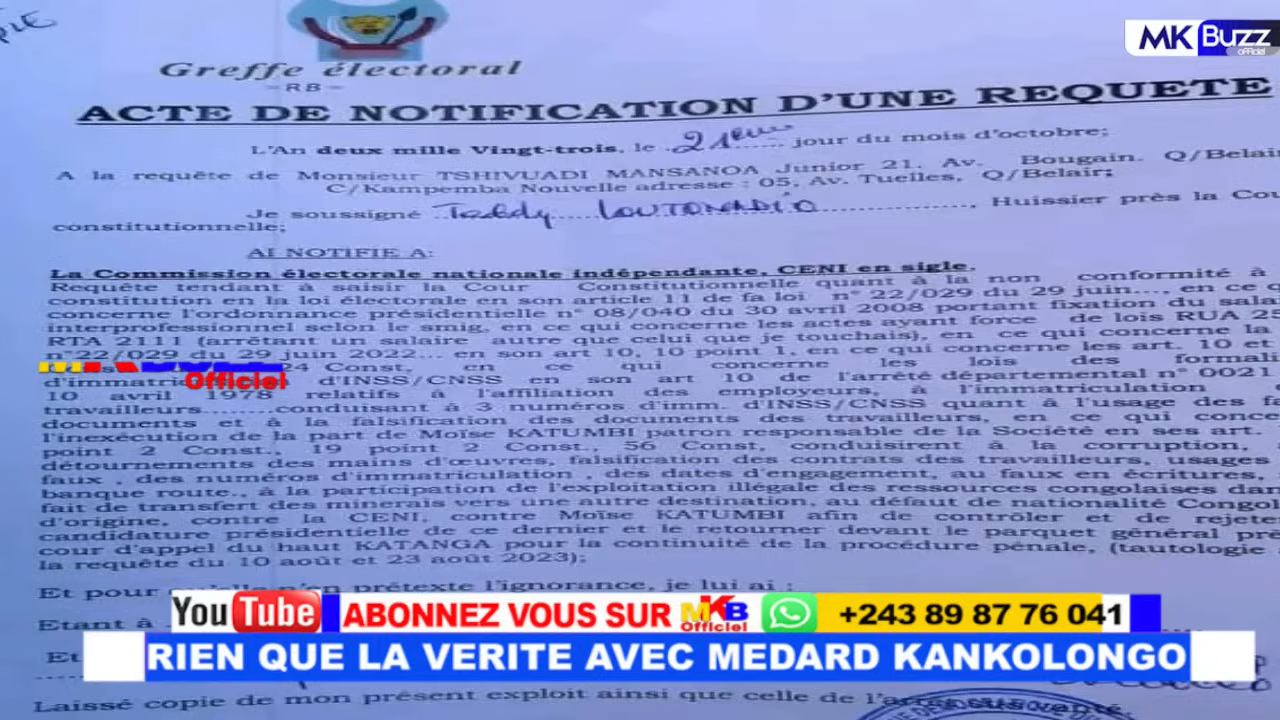 MK Buzz
officiel
Greffe électoral
- RB -
ACTE DE NOTIFICATION D'UNE REQUETE
L'An deux mille Vingt-trois, le 21eme jour du mois d'octobre;
A la requête de Monsieur TSHIVUADI MANSANOA Junior 21, Av. Bougain. Q/Belair
C/Kampemba Nouvelle adresse : 05, Av. Tuelles, Q/Belair;
Je soussigné Teddy ............, Huissier près la Cou
constitutionnelle;
AI NOTIFIE A:
La Commission électorale nationale indépendante, CENI en sigle.
Requête tendant à saisir la Cour Constitutionnelle quant à la non conformité à
constitution en la loi électorale en son article 11 de fa loi n° 22/029 du 29 juin..., en ce q
concerne l'ordonnance présidentielle n° 08/040 du 30 avril 2008 portant fixation du sala
interprofessionnel selon le smig, en ce qui concerne les actes ayant force de lois RUA 25
RTA 2111 (arrêtant un salaire autre que celui que je touchais), en ce qui concerne la
n°22/029 du 29 juin 2022... en son art 10, 10 point 1, en ce qui concerne les art. 10 et
24 Const, en ce qui concerne les lois des formali
d'immatric d'INSS/CNSS en son art 10 de l'arrêté départemental n° 0021
Officiel
10 avril 1978 relatifs à l'affiliation des employeurs, à l'immatriculation d
travailleurs........conduisant à 3 numéros d'imm. d'INSS/CNSS quant à l'usage des fa
documents et à la falsification des documents des travailleurs, en ce qui conce
l'inexécution de la part de Moïse KATUMBI patron responsable de la Société en ses art.
point 2 Const., 19 point 2 Const., 56 Const, conduisirent à la corruption,
détournements des mains d'œuvres, falsification des contrats des travailleurs, usages
faux , des numéros d'immatriculation , des dates d'engagement, au faux en écritures,
banque route., à la participation de l'exploitation illégale des ressources congolaises dan
fait de transfert des minerais vers une autre destination, au défaut de nationalité Congol
d'origine, contre la CENI, contre Moïse KATUMBI afin de contrôler et de rejete
candidature présidentielle de ce dernier et le retourner devant le parquet général prè
cour d'appel du haut KATANGA pour la continuité de la procédure pénale, (tautologie
la requête du 10 août et 23 août 2023);
Et pour qu'elle n'en prétexte l'ignorance, je lui ai :
Etant à
YouTube ABONNEZ VOUS SUR MKB Officiel +243 89 87 76 041
Et
RIEN QUE LA VERITE AVEC MEDARD KANKOLONGO
Laissé copie de mon présent exploit ainsi que celle de l'